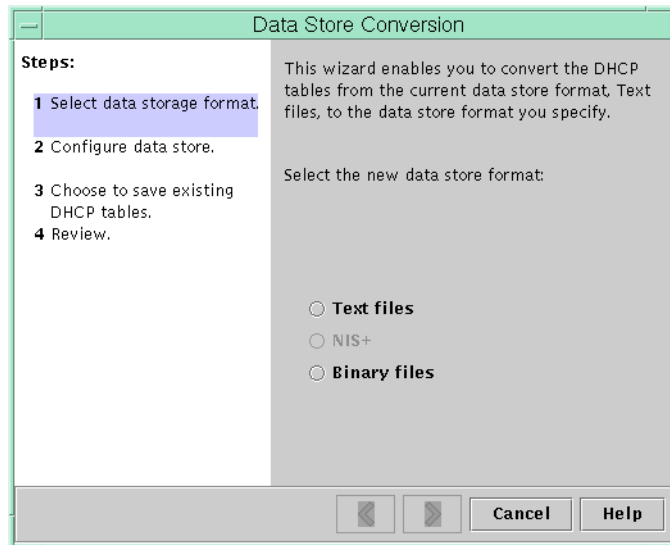 Data Store Conversion
Steps:
1 Select data storage format.
2 Configure data store.
3 Choose to save existing
DHCP tables.
4 Review.
This wizard enables you to convert the DHCP
tables from the current data store format, Text
files, to the data store format you specify.
Select the new data store format:
Text files
NIS+
Binary files
Cancel
Help